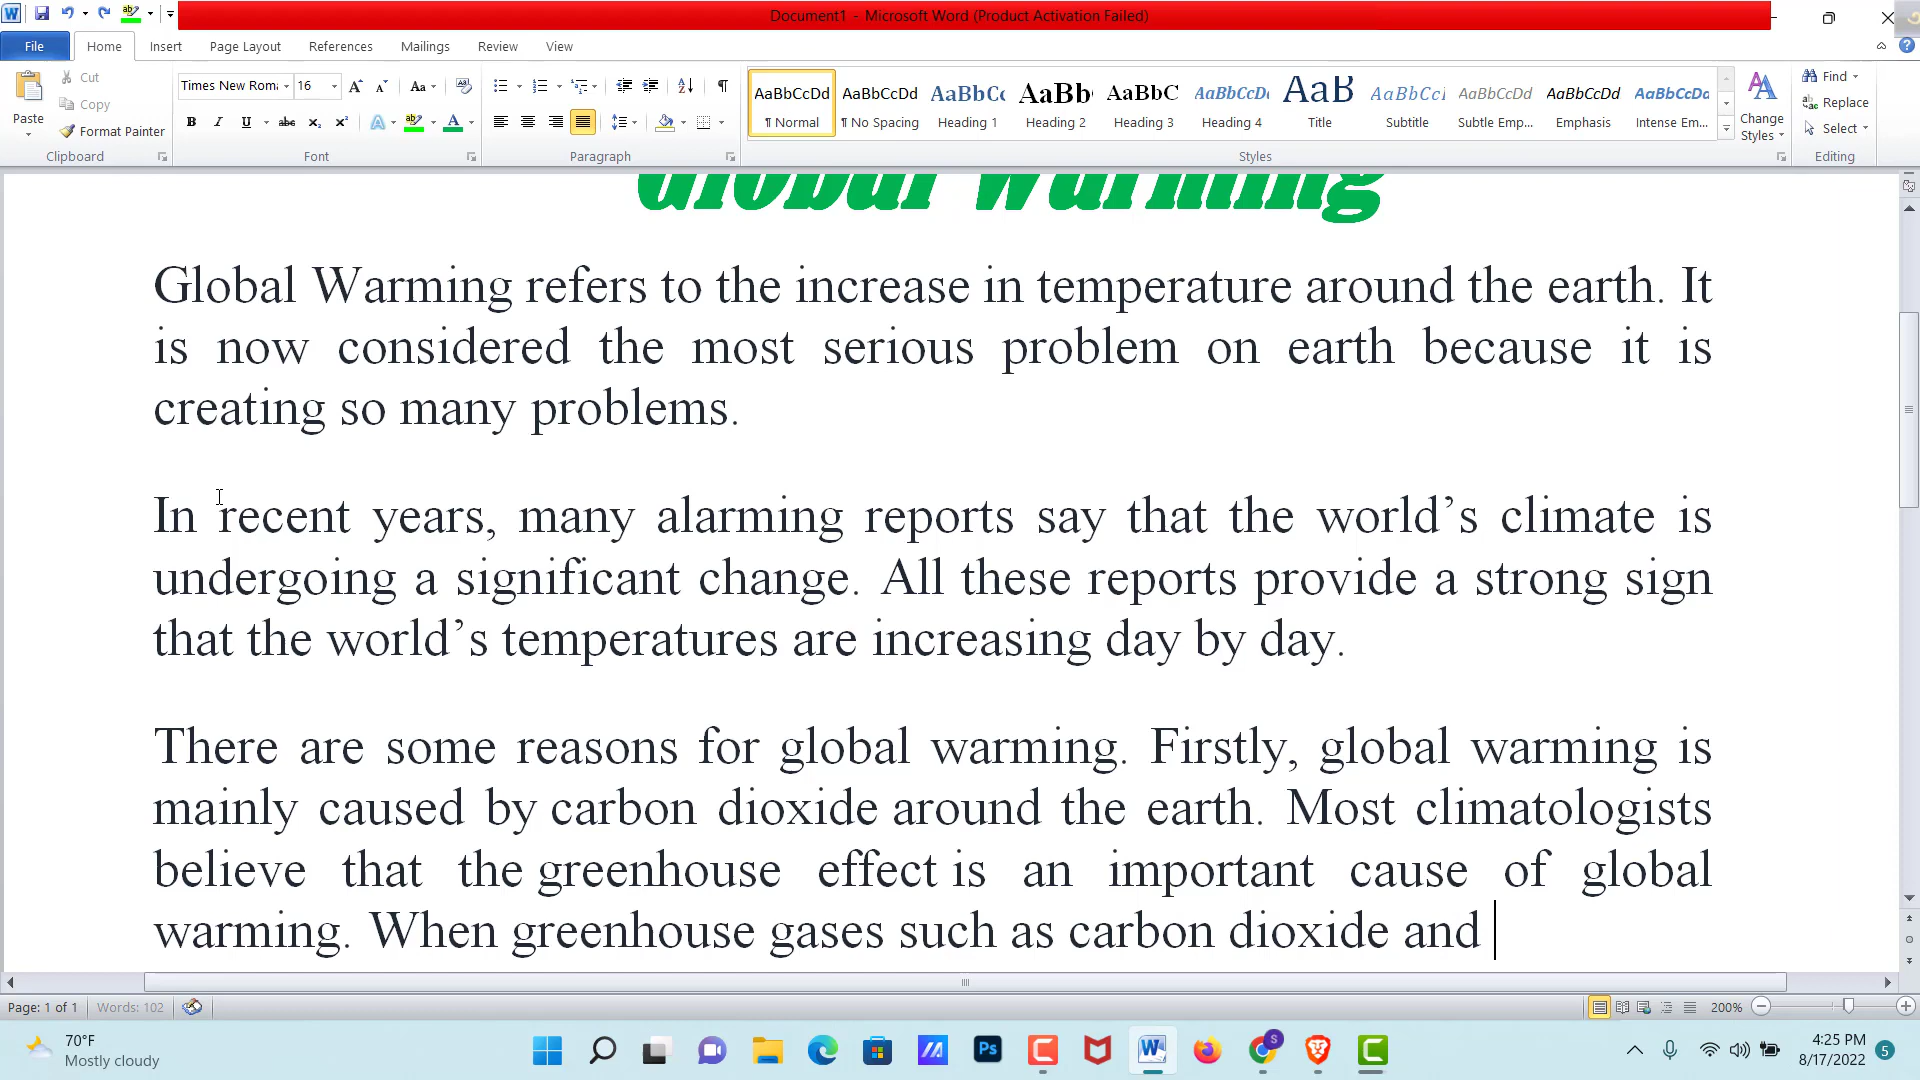 Document1 - Microsoft Word (Product Activation Failed)
File Home Insert Page Layout References Mailings Review View
Paste
Cut
Copy
Format Painter
Clipboard
Times New Roma 16
Font
Paragraph
AaBbCcDd AaBbCcDd AaBbCc AaBb AaBbC AaBbCcDc AaB AaBbCcI AaBbCcDd AaBbCcDd AaBbCcDd
¶ Normal ¶ No Spacing Heading 1 Heading 2 Heading 3 Heading 4 Title Subtitle Subtle Emp... Emphasis Intense Em...
Styles
Change Styles
Find
Replace
Select
Editing
Global Warming
Global Warming refers to the increase in temperature around the earth. It
is now considered the most serious problem on earth because it is
creating so many problems.
In recent years, many alarming reports say that the world’s climate is
undergoing a significant change. All these reports provide a strong sign
that the world’s temperatures are increasing day by day.
There are some reasons for global warming. Firstly, global warming is
mainly caused by carbon dioxide around the earth. Most climatologists
believe that the greenhouse effect is an important cause of global
warming. When greenhouse gases such as carbon dioxide and
Page: 1 of 1 Words: 102 200%
70°F
Mostly cloudy
4:25 PM
8/17/2022 5